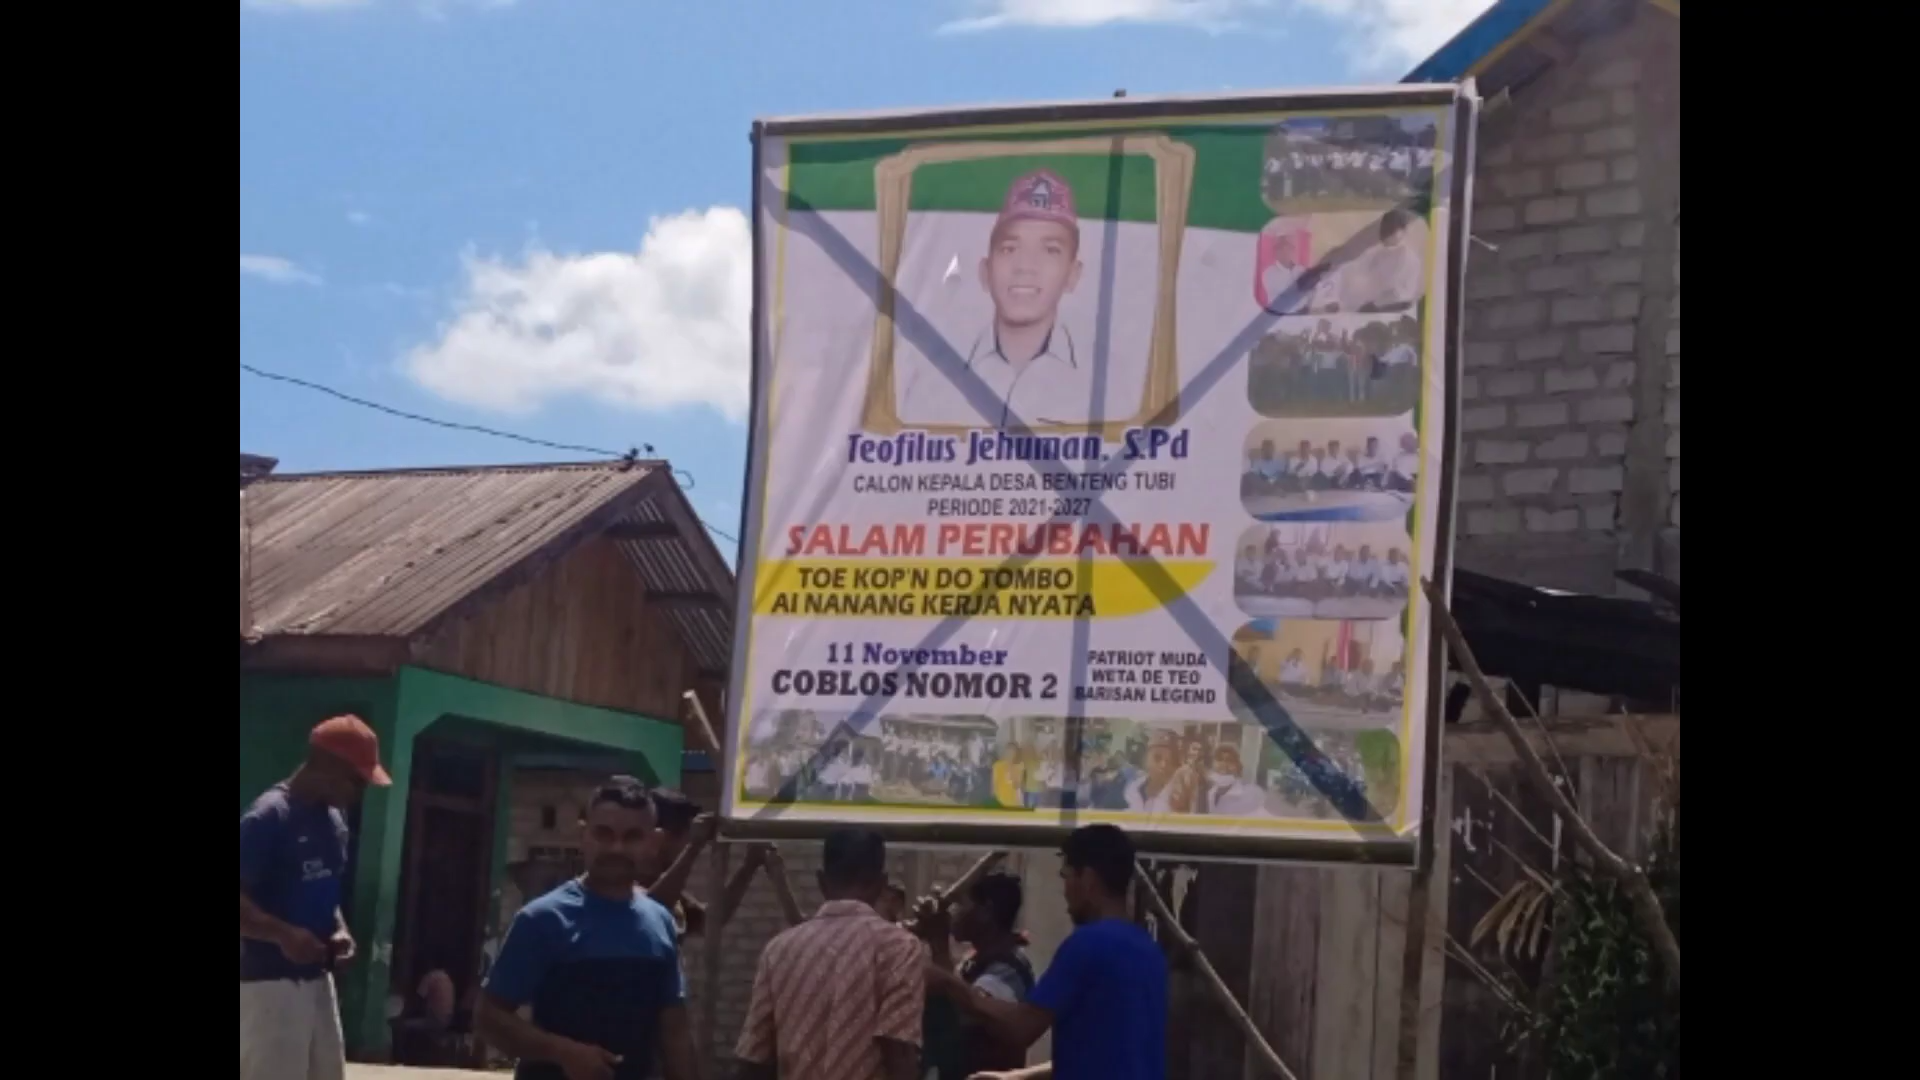 Teofilus Jehuman, S.Pd
CALON KEPALA DESA BENTENG TUBI
PERIODE 2021-2027
SALAM PERUBAHAN
TOE KOP'N DO TOMBO
AI NANANG KERJA NYATA
11 November
COBLOS NOMOR 2
PATRIOT MUDA
WETA DE TEO
BARISAN LEGEND